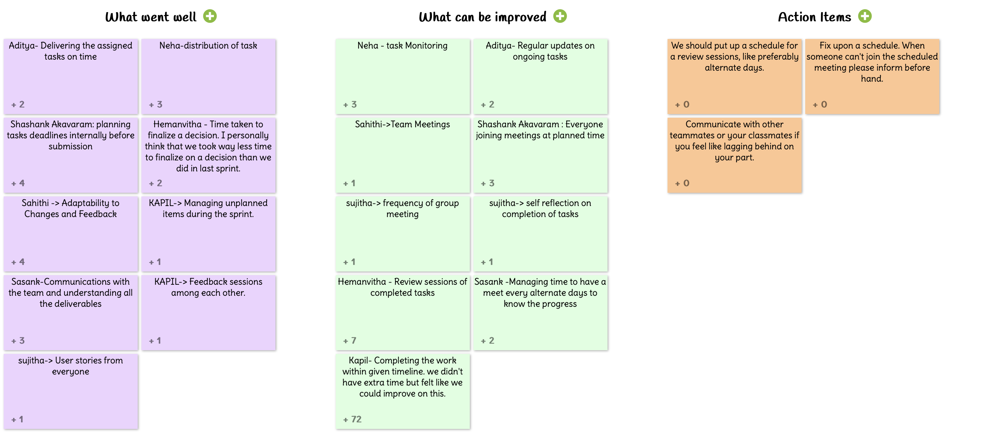 What went well
Aditya- Delivering the assigned
tasks on time
+ 2
Neha-distribution of task
+ 3
Shashank Akavaram: planning
tasks deadlines internally before
submission
+ 4
Hemanvitha - Time taken to
finalize a decision. I personally
think that we took way less time
to finalize on a decision than we
did in last sprint.
+ 2
Sahithi -> Adaptability to
Changes and Feedback
+ 4
KAPIL-> Managing unplanned
items during the sprint.
+ 1
Sasank-Communications with
the team and understanding all
the deliverables
+ 3
KAPIL-> Feedback sessions
among each other.
+ 1
sujitha-> User stories from
everyone
+ 1
What can be improved
Neha - task Monitoring
+ 3
Aditya- Regular updates on
ongoing tasks
+ 2
Sahithi->Team Meetings
+ 1
Shashank Akavaram : Everyone
joining meetings at planned time
+ 3
sujitha-> frequency of group
meeting
+ 1
sujitha-> self reflection on
completion of tasks
+ 1
Hemanvitha - Review sessions of
completed tasks
+ 7
Sasank -Managing time to have a
meet every alternate days to
know the progress
+ 2
Kapil- Completing the work
within given timeline. we didn't
have extra time but felt like we
could improve on this.
+ 72
Action Items
We should put up a schedule for
a review sessions, like preferably
alternate days.
+ 0
Fix upon a schedule. When
someone can't join the scheduled
meeting please inform before
hand.
+ 0
Communicate with other
teammates or your classmates if
you feel like lagging behind on
your part.
+ 0